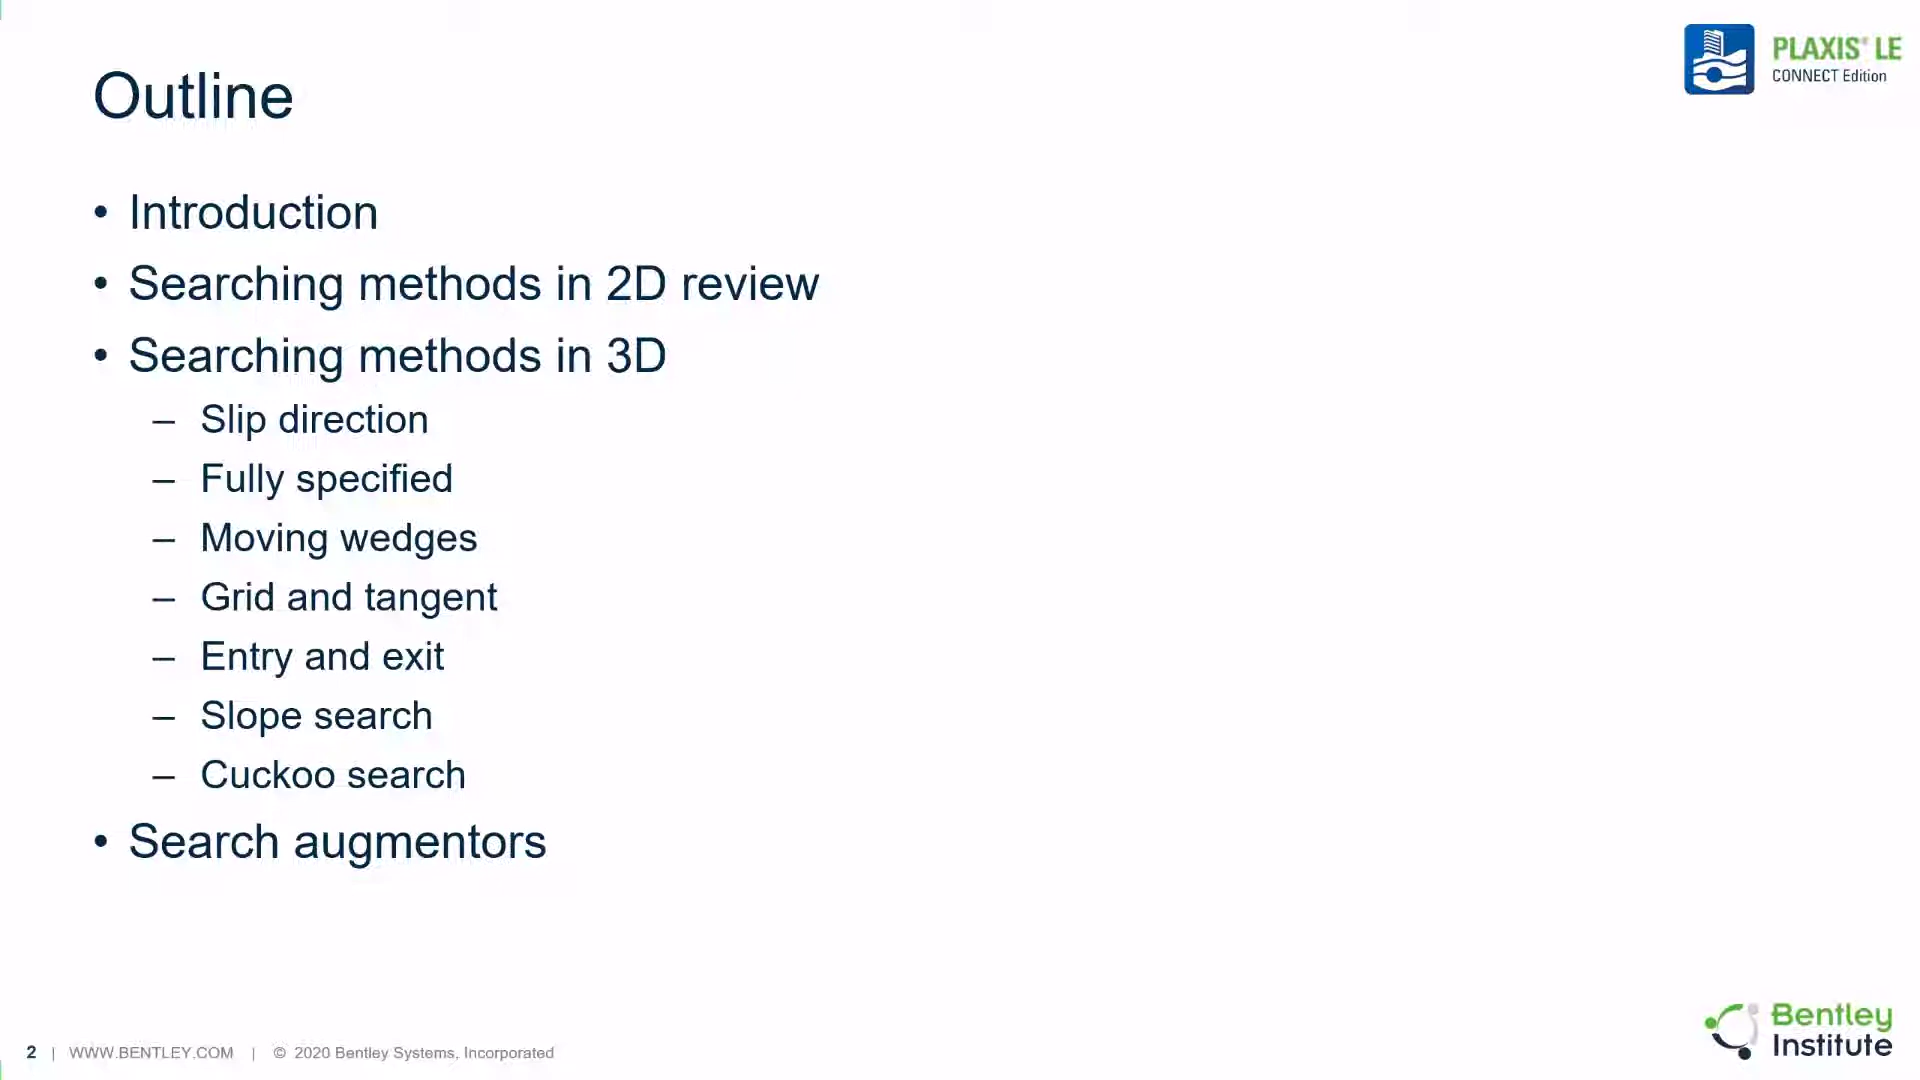 Outline
PLAXIS® LE
CONNECT Edition
• Introduction
• Searching methods in 2D review
• Searching methods in 3D
– Slip direction
– Fully specified
– Moving wedges
– Grid and tangent
– Entry and exit
– Slope search
– Cuckoo search
• Search augmentors
2 | WWW.BENTLEY.COM | © 2020 Bentley Systems, Incorporated
Bentley
Institute